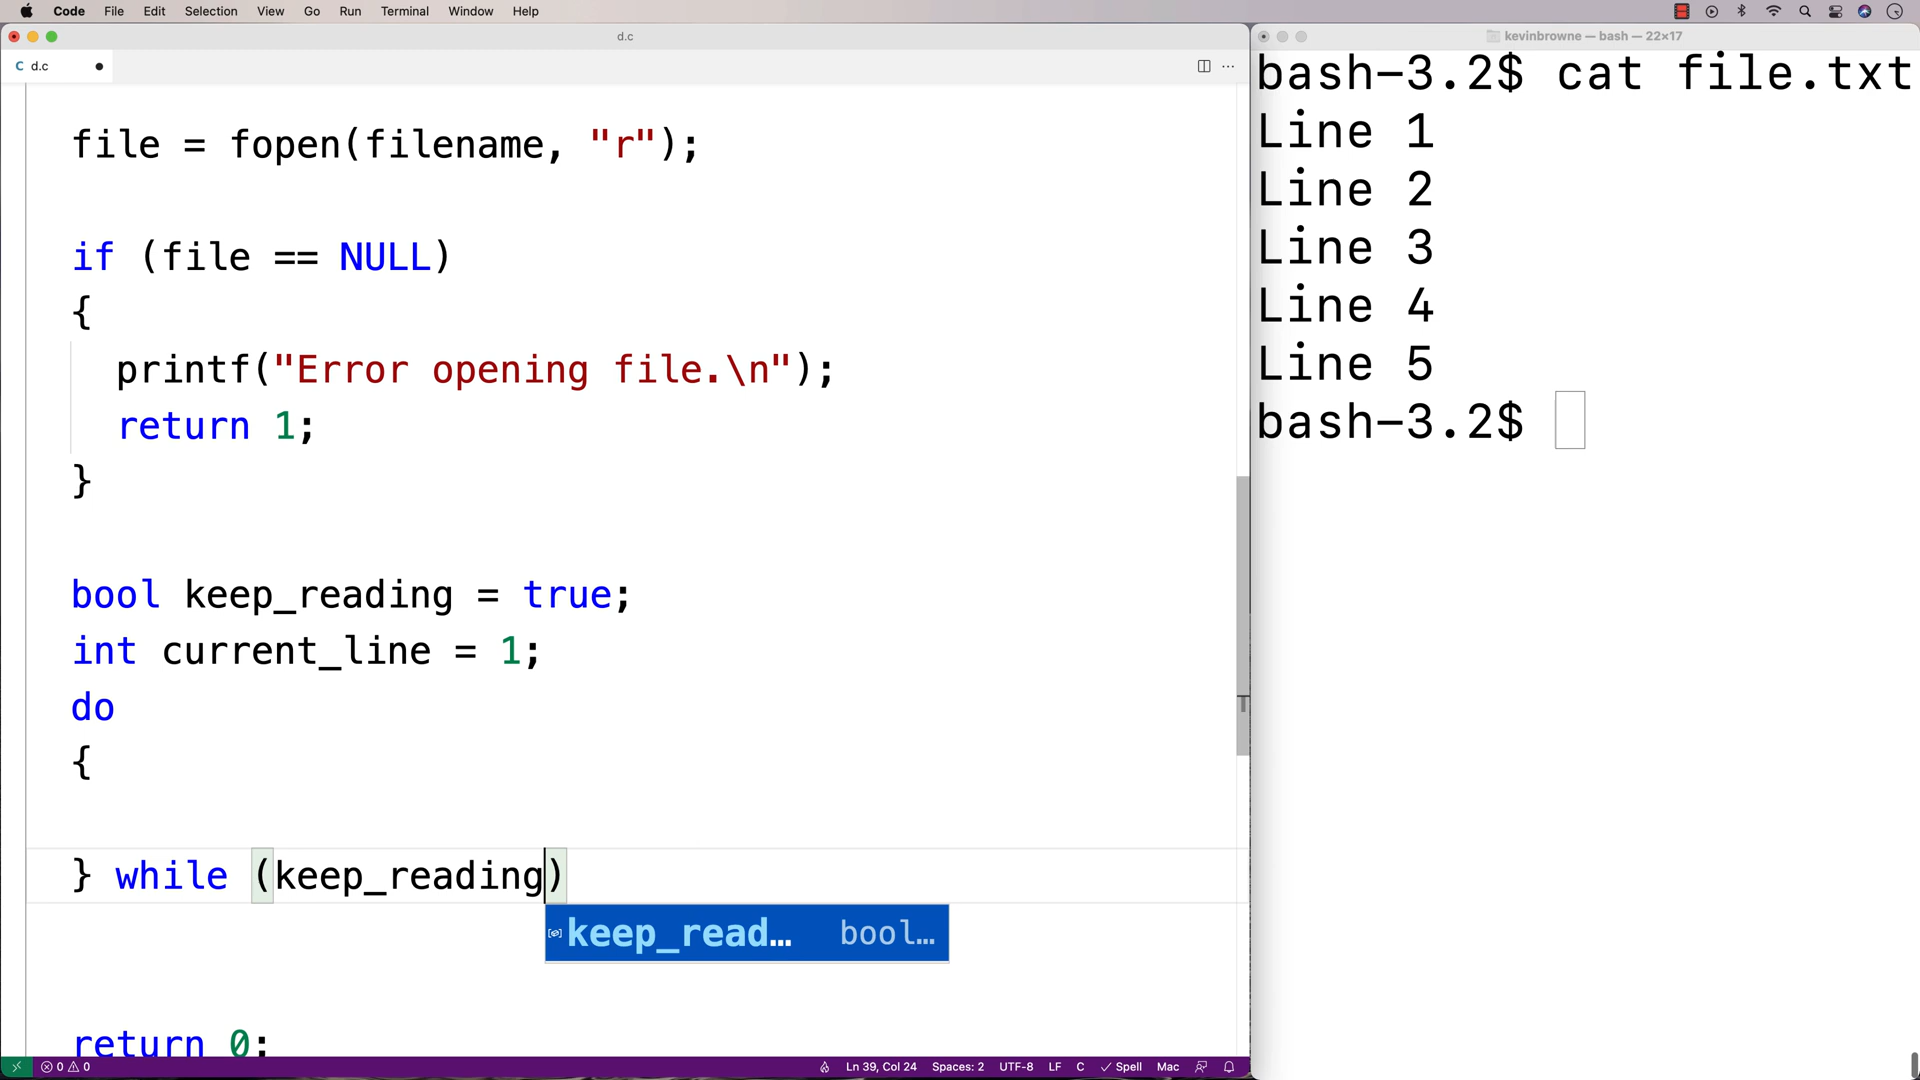 Code File Edit Selection View Go Run Terminal Window Help
d.c
C d.c
file = fopen(filename, "r");
if (file == NULL)
{
printf("Error opening file.\n");
return 1;
}
bool keep_reading = true;
int current_line = 1;
do
{
} while (keep_reading)
keep_read… bool…
return 0;
0 0 Ln 39, Col 24 Spaces: 2 UTF-8 LF C Spell Mac
kevinbrowne — bash — 22×17
bash-3.2$ cat file.txt
Line 1
Line 2
Line 3
Line 4
Line 5
bash-3.2$